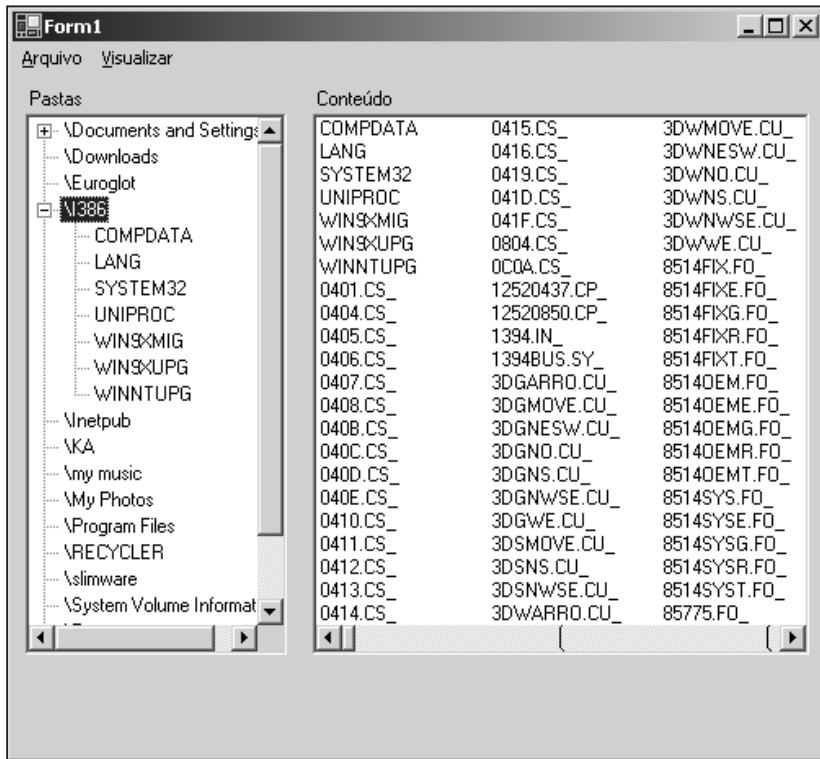 Form1
Arquivo Visualizar
Pastas
\Documents and Settings
\Downloads
\Euroglot
\I386
COMPDATA
LANG
SYSTEM32
UNIPROC
WIN9XMIG
WIN9XUPG
WINNTUPG
\Inetpub
\KA
\my music
\My Photos
\Program Files
\RECYCLER
\slimware
\System Volume Informat
Conteúdo
COMPDATA 0415.CS_ 3DWMOVE.CU_
LANG 0416.CS_ 3DWNESW.CU_
SYSTEM32 0419.CS_ 3DWNO.CU_
UNIPROC 041D.CS_ 3DWNS.CU_
WIN9XMIG 041F.CS_ 3DWNWSE.CU_
WIN9XUPG 0804.CS_ 3DWWE.CU_
WINNTUPG 0C0A.CS_ 8514FIX.FO_
0401.CS_ 12520437.CP_ 8514FIXE.FO_
0404.CS_ 12520850.CP_ 8514FIXG.FO_
0405.CS_ 1394.IN_ 8514FIXR.FO_
0406.CS_ 1394BUS.SY_ 8514FIXT.FO_
0407.CS_ 3DGARRO.CU_ 8514OEM.FO_
0408.CS_ 3DGMOVE.CU_ 8514OEME.FO_
040B.CS_ 3DGNESW.CU_ 8514OEMG.FO_
040C.CS_ 3DGNO.CU_ 8514OEMR.FO_
040D.CS_ 3DGNS.CU_ 8514OEMT.FO_
040E.CS_ 3DGNWSE.CU_ 8514SYS.FO_
0410.CS_ 3DGWE.CU_ 8514SYSE.FO_
0411.CS_ 3DSMOVE.CU_ 8514SYSG.FO_
0412.CS_ 3DSNS.CU_ 8514SYSR.FO_
0413.CS_ 3DSNWSE.CU_ 8514SYST.FO_
0414.CS_ 3DWARRO.CU_ 85775.FO_